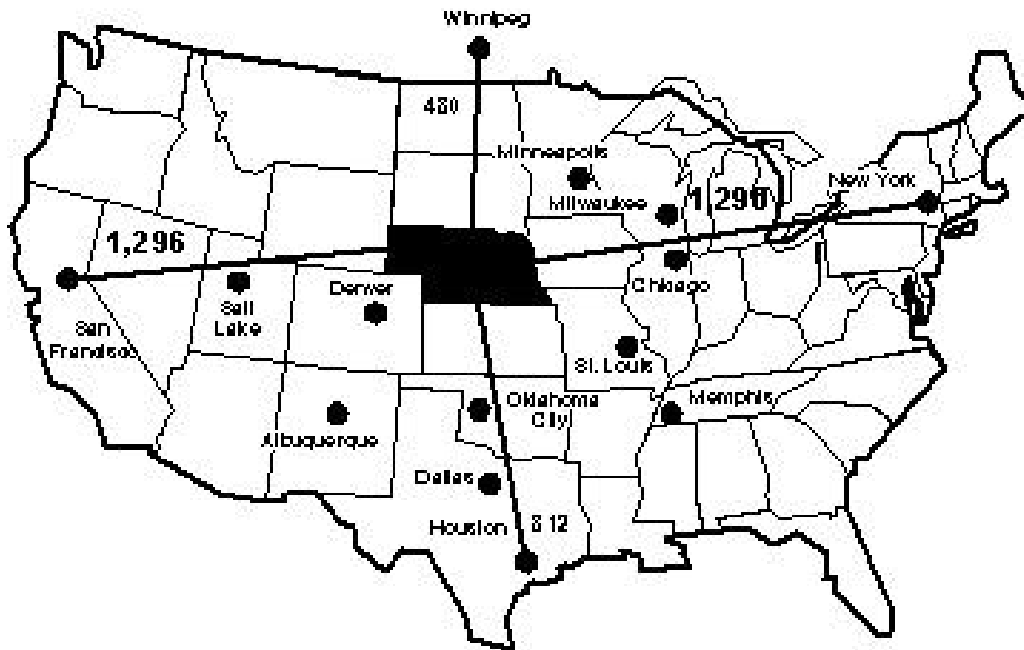 Winnipeg
480
Minneapolis
Milwaukee
1,296
New York
1,296
Denver
Chicago
Salt
Lake
San
Francisco
St. Louis
Oklahoma
City
Memphis
Albuquerque
Dallas
Houston
812